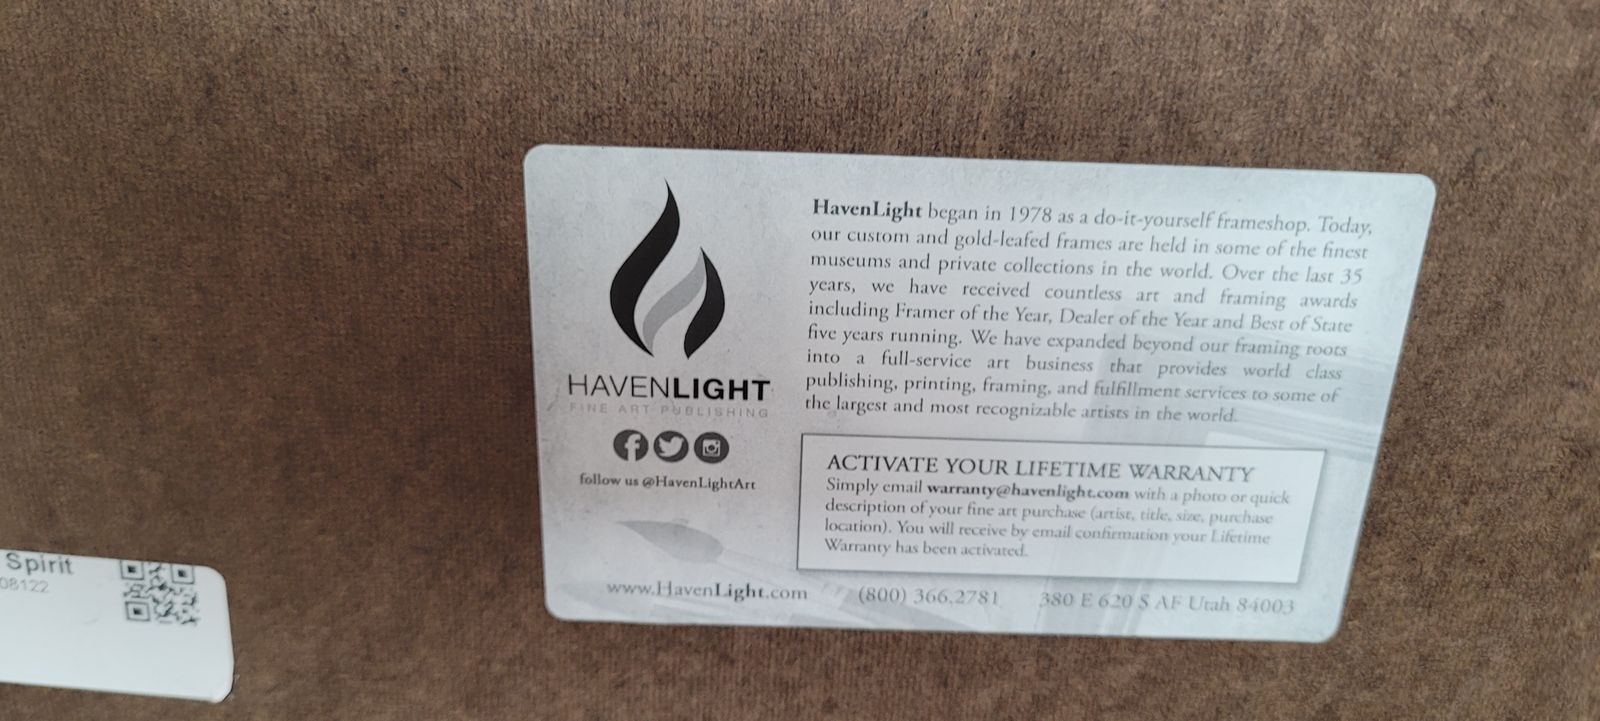 HAVENLIGHT
FINE ART PUBLISHING
follow us @HavenLightArt
HavenLight began in 1978 as a do-it-yourself frameshop. Today,
our custom and gold-leafed frames are held in some of the finest
museums and private collections in the world. Over the last 35
years, we have received countless art and framing awards
including Framer of the Year, Dealer of the Year and Best of State
five years running. We have expanded beyond our framing roots
into a full-service art business that provides world class
publishing, printing, framing, and fulfillment services to some of
the largest and most recognizable artists in the world.
ACTIVATE YOUR LIFETIME WARRANTY
Simply email warranty@havenlight.com with a photo or quick
description of your fine art purchase (artist, title, size, purchase
location). You will receive by email confirmation your Lifetime
Warranty has been activated.
www.HavenLight.com (800) 366.2781 380 E 620 S AF Utah 84003
Spirit
08122